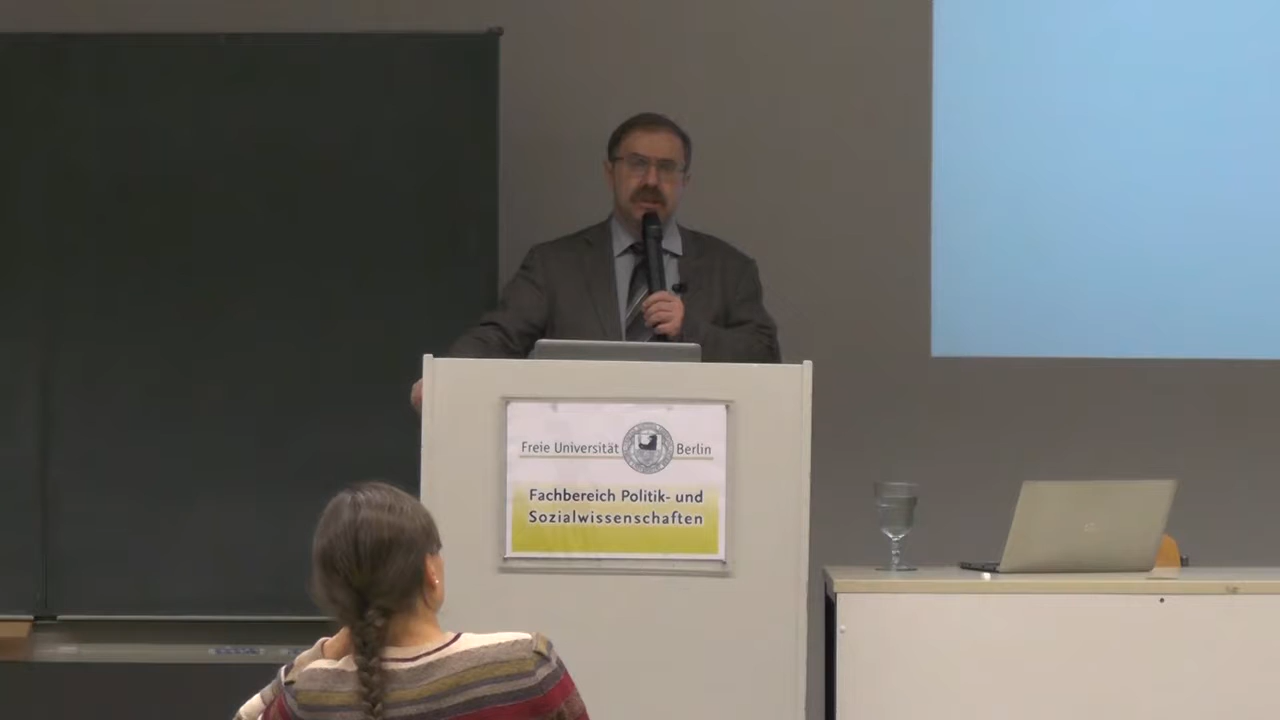 Freie Universität Berlin
Fachbereich Politik- und
Sozialwissenschaften